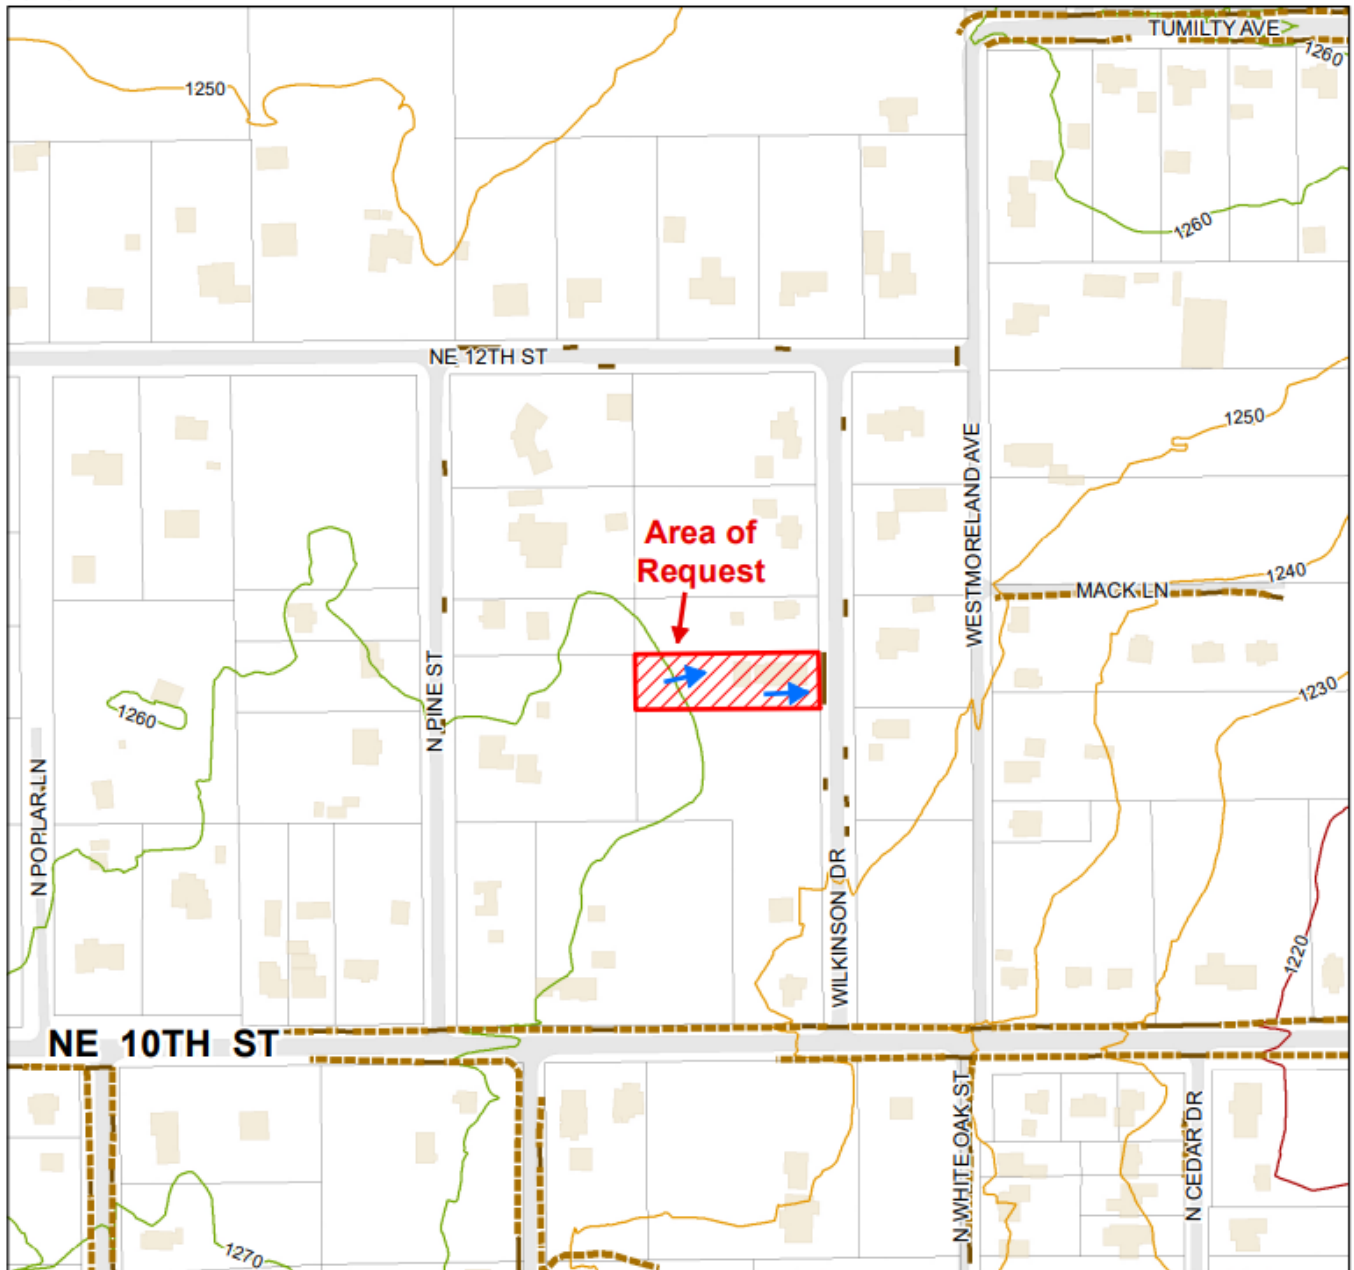 TUMILTY AVE
1260
1250
1260
NE 12TH ST
1250
WESTMORELAND AVE
Area of
Request
1240
MACK LN
N PINE ST
1230
1260
N POPLAR LN
WILKINSON DR
1220
NE 10TH ST
N WHITE OAK ST
N CEDAR DR
1270